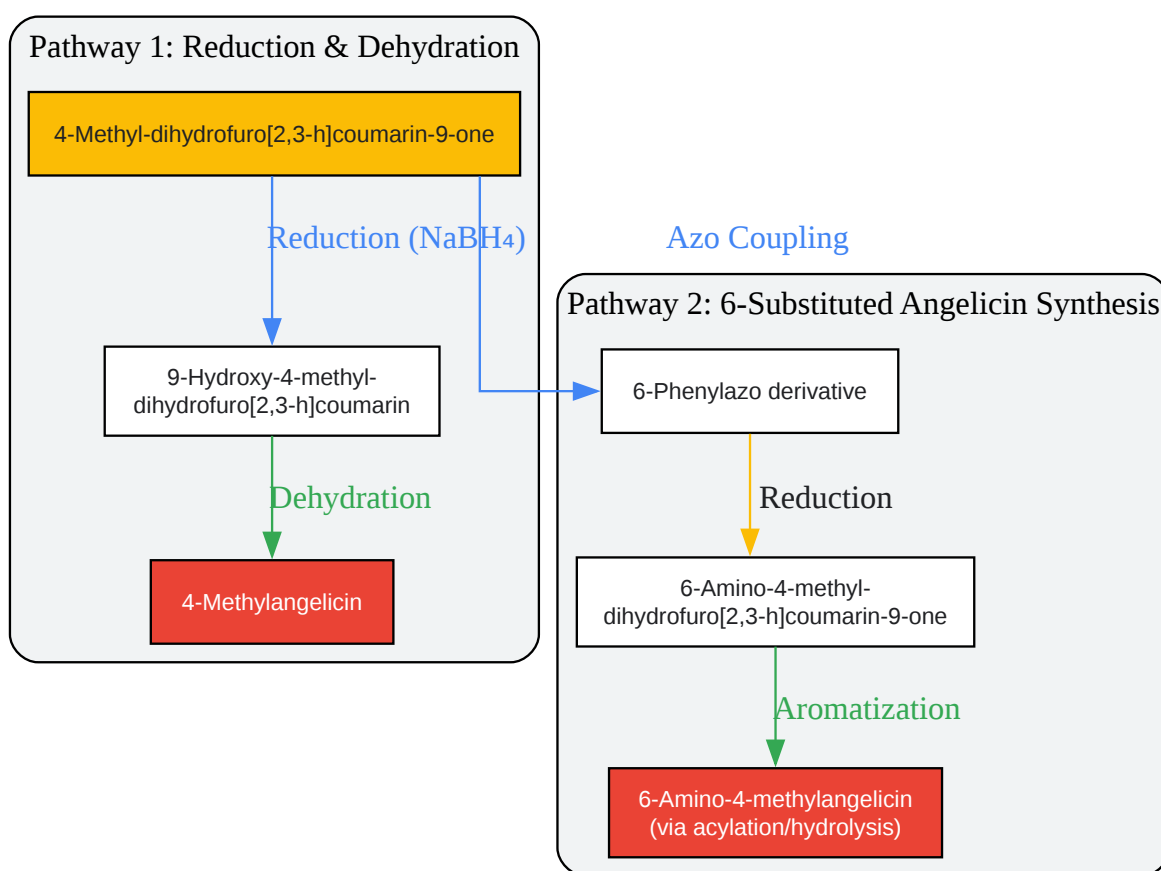 Pathway 1: Reduction & Dehydration
4-Methyl-dihydrofuro[2,3-h]coumarin-9-one
Reduction (NaBH₄)
9-Hydroxy-4-methyl-
dihydrofuro[2,3-h]coumarin
Dehydration
4-Methylangelicin
Azo Coupling
Pathway 2: 6-Substituted Angelicin Synthesis
6-Phenylazo derivative
Reduction
6-Amino-4-methyl-
dihydrofuro[2,3-h]coumarin-9-one
Aromatization
6-Amino-4-methylangelicin
(via acylation/hydrolysis)